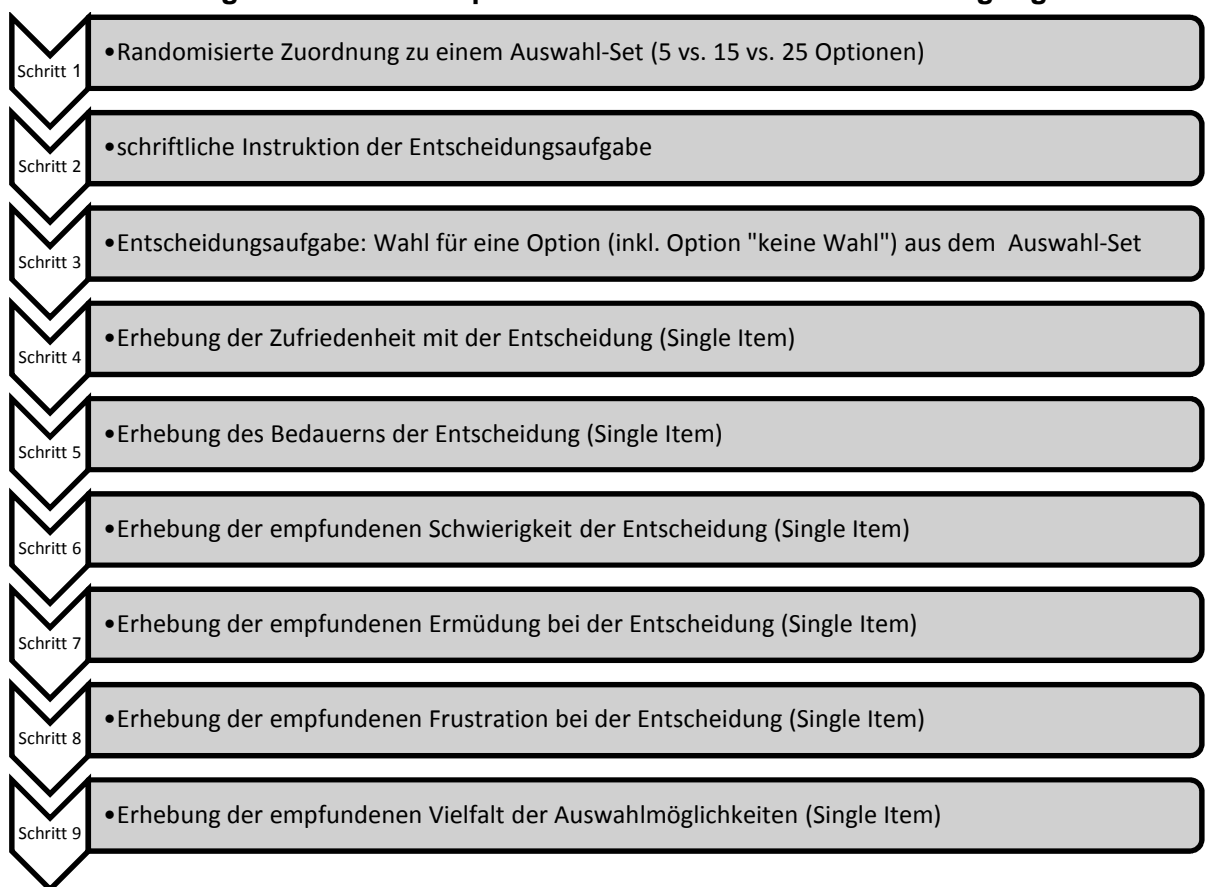 Schritt 1
•Randomisierte Zuordnung zu einem Auswahl-Set (5 vs. 15 vs. 25 Optionen)
Schritt 2
•schriftliche Instruktion der Entscheidungsaufgabe
Schritt 3
•Entscheidungsaufgabe: Wahl für eine Option (inkl. Option "keine Wahl") aus dem Auswahl-Set
Schritt 4
•Erhebung der Zufriedenheit mit der Entscheidung (Single Item)
Schritt 5
•Erhebung des Bedauerns der Entscheidung (Single Item)
Schritt 6
•Erhebung der empfundenen Schwierigkeit der Entscheidung (Single Item)
Schritt 7
•Erhebung der empfundenen Ermüdung bei der Entscheidung (Single Item)
Schritt 8
•Erhebung der empfundenen Frustration bei der Entscheidung (Single Item)
Schritt 9
•Erhebung der empfundenen Vielfalt der Auswahlmöglichkeiten (Single Item)